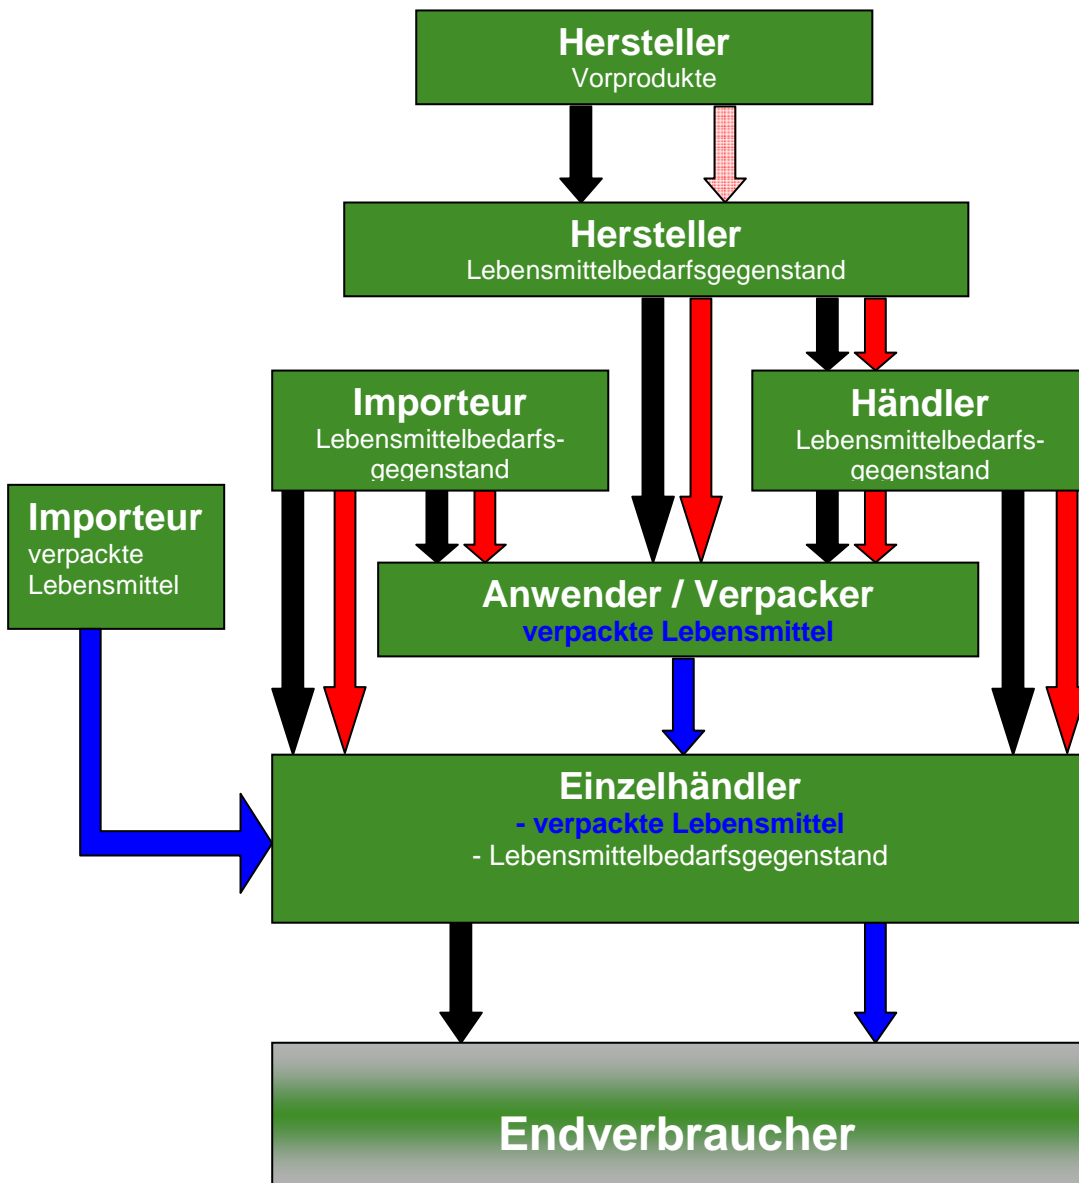 Hersteller
Vorprodukte
Hersteller
Lebensmittelbedarfsgegenstand
Importeur
Lebensmittelbedarfs-
gegenstand
Händler
Lebensmittelbedarfs-
gegenstand
Importeur
verpackte
Lebensmittel
Anwender / Verpacker
verpackte Lebensmittel
Einzelhändler
- verpackte Lebensmittel
- Lebensmittelbedarfsgegenstand
Endverbraucher